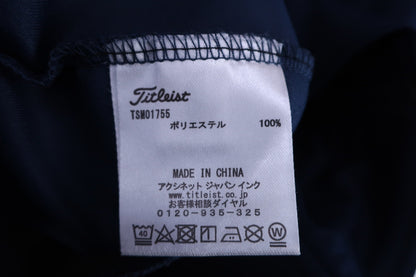 Titleist
TSMO1755
ポリエステル 100%
MADE IN CHINA
アクシネット ジャパン インク
www.titleist.co.jp
お客様相談ダイヤル
0120-935-325
40 W